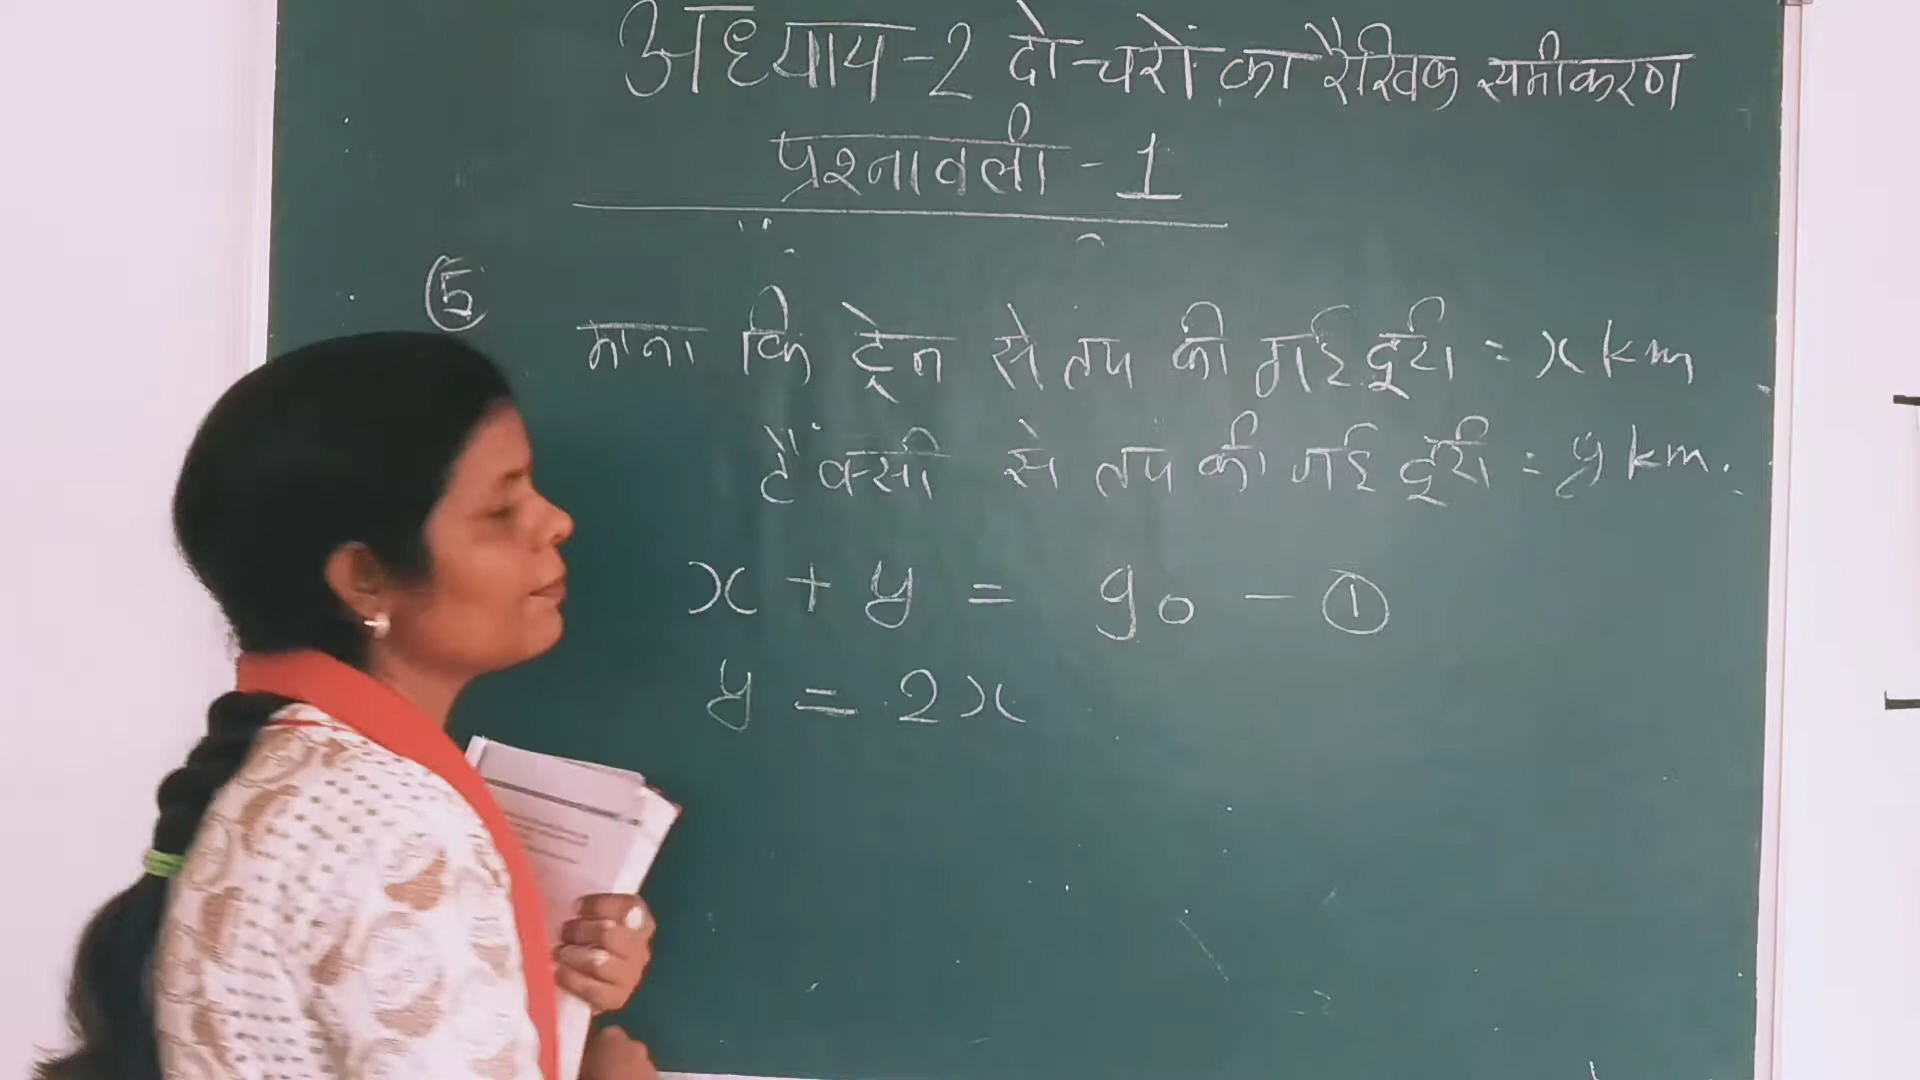 अध्याय-2 दो चरों का रैखिक समीकरण
प्रश्नावली-1
5
माना कि ट्रेन से तय की गई दूरी = x km
टैक्सी से तय की गई दूरी = y km.
x + y = 90 - 1
y = 2x